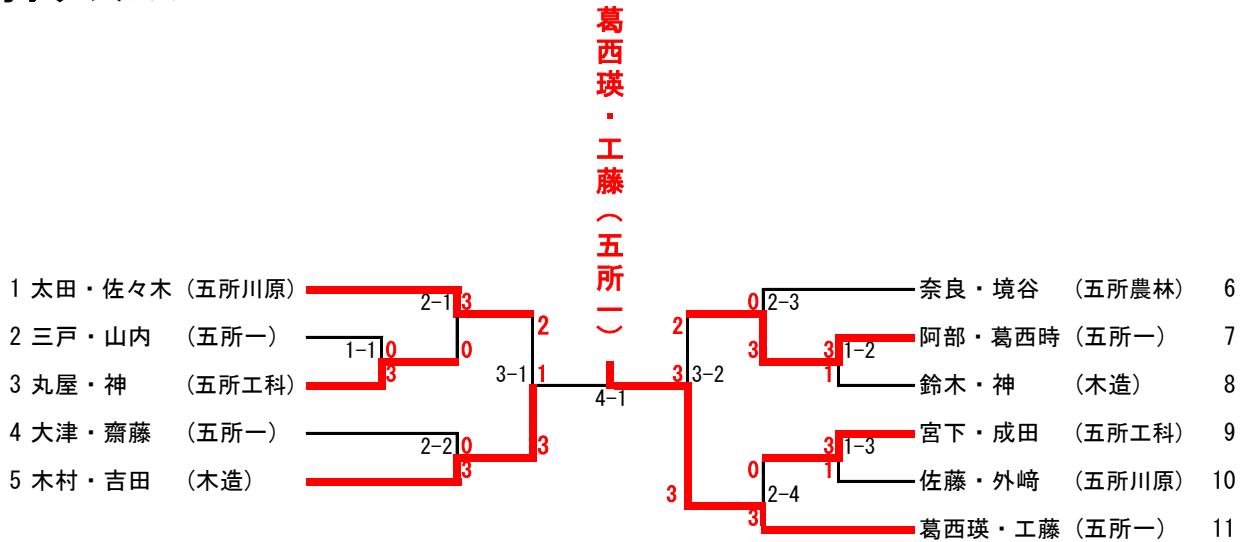 葛西瑛・工藤（五所一）
1 太田・佐々木 (五所川原)
2 三戸・山内 (五所一)
3 丸屋・神 (五所工科)
4 大津・齋藤 (五所一)
5 木村・吉田 (木造)
2-1 3
0
1-1 0
3
2
3-1 1
3
2-2 0
3
4-1
3 3-2
2
3
0 2-3
3
3 1-2
1
3 1-3
1
0 2-4
3
奈良・境谷 (五所農林) 6
阿部・葛西時 (五所一) 7
鈴木・神 (木造) 8
宮下・成田 (五所工科) 9
佐藤・外﨑 (五所川原) 10
葛西瑛・工藤 (五所一) 11